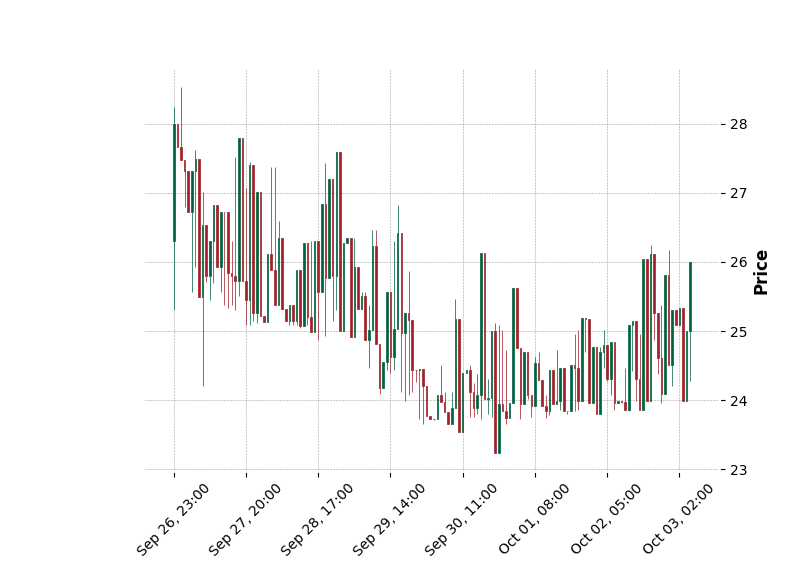 28
27
26
25
24
23
Price
Sep 26, 23:00
Sep 27, 20:00
Sep 28, 17:00
Sep 29, 14:00
Sep 30, 11:00
Oct 01, 08:00
Oct 02, 05:00
Oct 03, 02:00